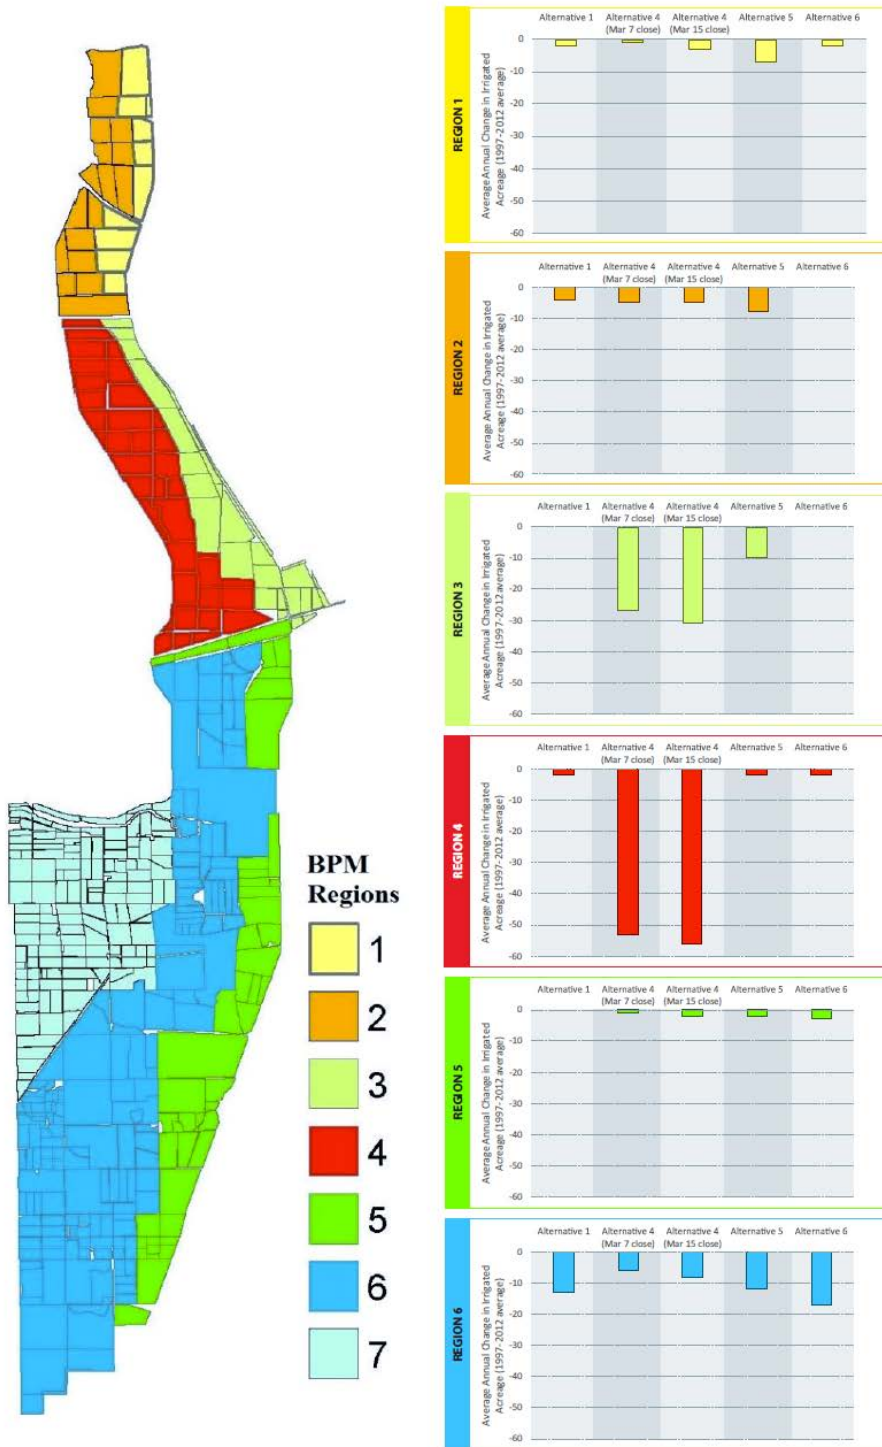 BPM
Regions
1
2
3
4
5
6
7
REGION 1
Average Annual Change in Irrigated
Acreage (1997-2012 average)
Alternative 1
Alternative 4
(Mar 7 close)
Alternative 4
(Mar 15 close)
Alternative 5
Alternative 6
0
-10
-20
-30
-40
-50
-60
REGION 2
Average Annual Change in Irrigated
Acreage (1997-2012 average)
Alternative 1
Alternative 4
(Mar 7 close)
Alternative 4
(Mar 15 close)
Alternative 5
Alternative 6
0
-10
-20
-30
-40
-50
-60
REGION 3
Average Annual Change in Irrigated
Acreage (1997-2012 average)
Alternative 1
Alternative 4
(Mar 7 close)
Alternative 4
(Mar 15 close)
Alternative 5
Alternative 6
0
-10
-20
-30
-40
-50
-60
REGION 4
Average Annual Change in Irrigated
Acreage (1997-2012 average)
Alternative 1
Alternative 4
(Mar 7 close)
Alternative 4
(Mar 15 close)
Alternative 5
Alternative 6
0
-10
-20
-30
-40
-50
-60
REGION 5
Average Annual Change in Irrigated
Acreage (1997-2012 average)
Alternative 1
Alternative 4
(Mar 7 close)
Alternative 4
(Mar 15 close)
Alternative 5
Alternative 6
0
-10
-20
-30
-40
-50
-60
REGION 6
Average Annual Change in Irrigated
Acreage (1997-2012 average)
Alternative 1
Alternative 4
(Mar 7 close)
Alternative 4
(Mar 15 close)
Alternative 5
Alternative 6
0
-10
-20
-30
-40
-50
-60